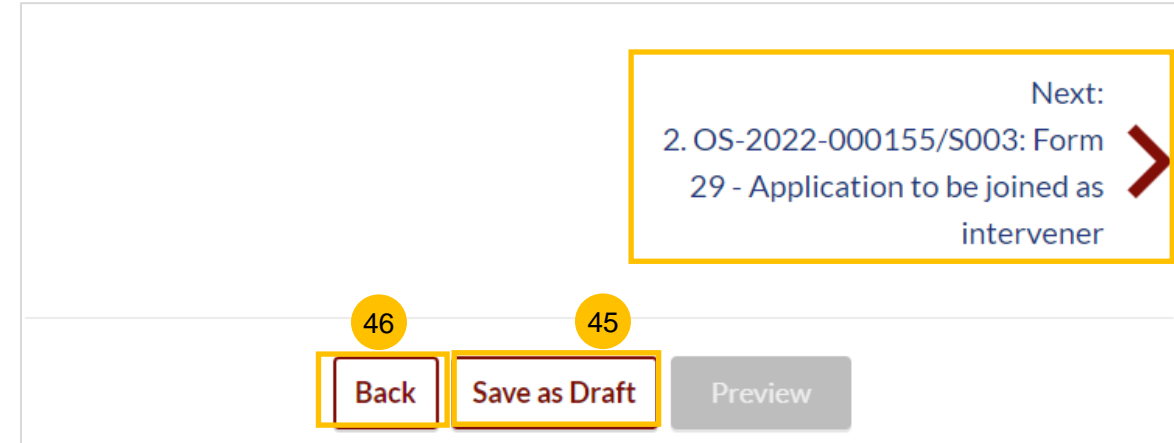 Next:
2. OS-2022-000155/S003: Form
29 - Application to be joined as
intervener
46 45
Back Save as Draft Preview